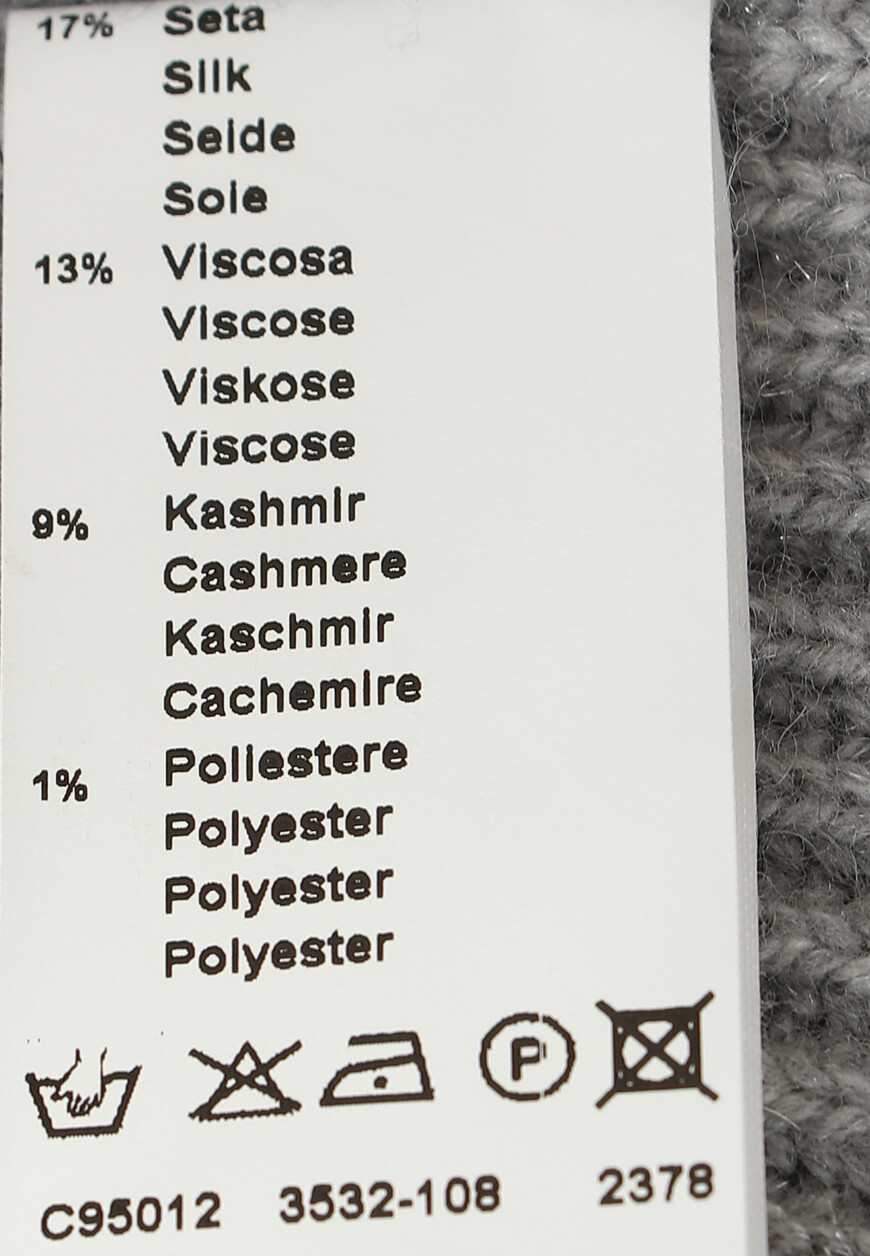 17% Seta
Silk
Seide
Soie
13% Viscosa
Viscose
Viskose
Viscose
9% Kashmir
Cashmere
Kaschmir
Cachemire
1% Poliestere
Polyester
Polyester
Polyester
P
C95012 3532-108 2378